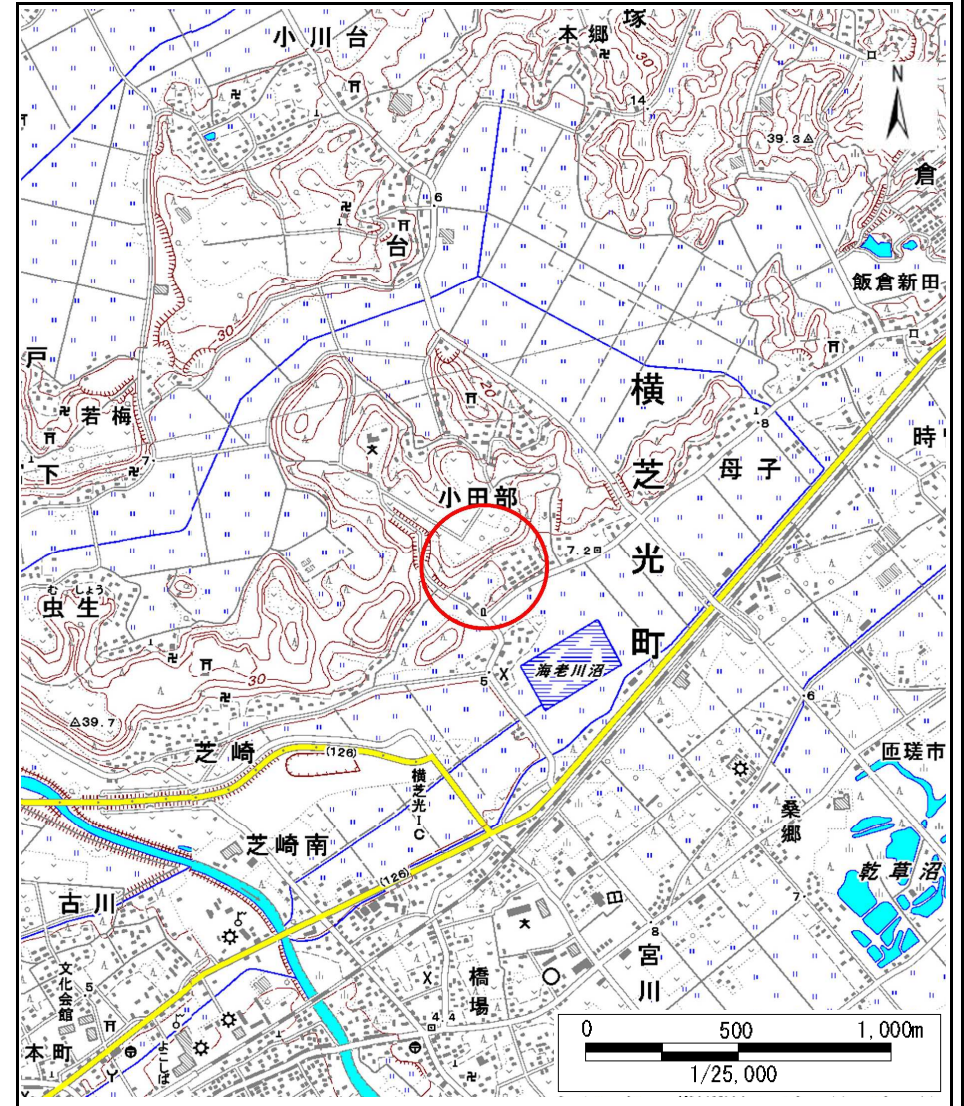 小川台
本郷
塚
30
14
N
39.3
倉
6
台
飯倉新田
30
戸
横
20
若梅
8
時
下
7
芝
母子
小田部
7.2
光
むしょう
虫生
町
海老川沼
30
5
6
39.7
芝崎
(126)
匝瑳市
横芝光IC
桑郷
芝崎南
乾草沼
(126)
古川
7
8
文化会館
橋場
宮川
5
4.4
本町
よこしば
0 500 1,000m
1/25,000